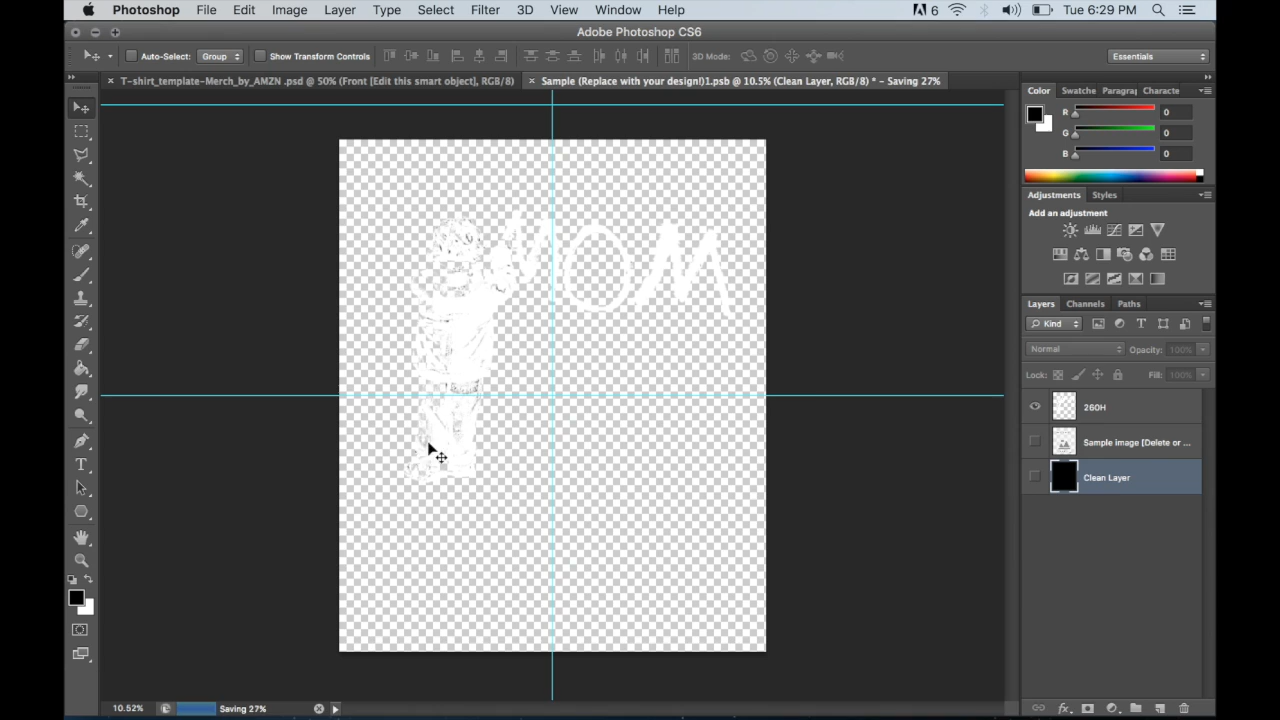 Photoshop File Edit Image Layer Type Select Filter 3D View Window Help 6 Tue 6:29 PM
Adobe Photoshop CS6
Auto-Select: Group Show Transform Controls 3D Mode: Essentials
T-shirt_template-Merch_by_AMZN .psd @ 50% (Front [Edit this smart object], RGB/8) Sample (Replace with your design!)1.psb @ 10.5% (Clean Layer, RGB/8) * - Saving 27%
Color Swatche Paragra Characte
R 0
G 0
B 0
Adjustments Styles
Add an adjustment
MOM
Layers Channels Paths
Kind
Normal Opacity: 100%
Lock: Fill: 100%
260H
Sample image [Delete or ...
Clean Layer
10.52% Saving 27%